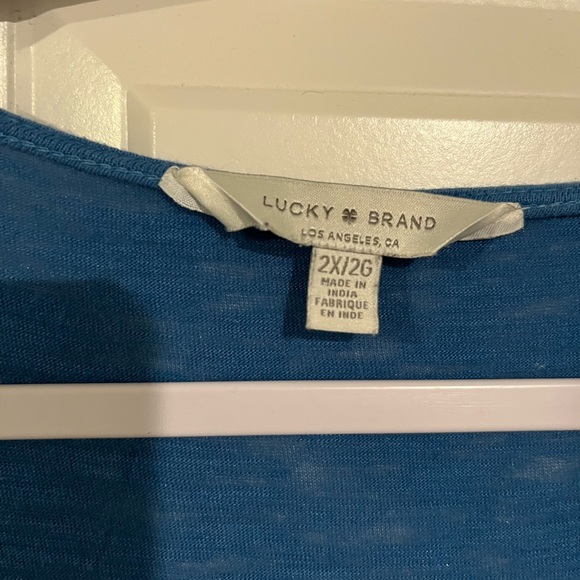 LUCKY BRAND
LOS ANGELES, CA
2X/2G
MADE IN
INDIA
FABRIQUE
EN INDE